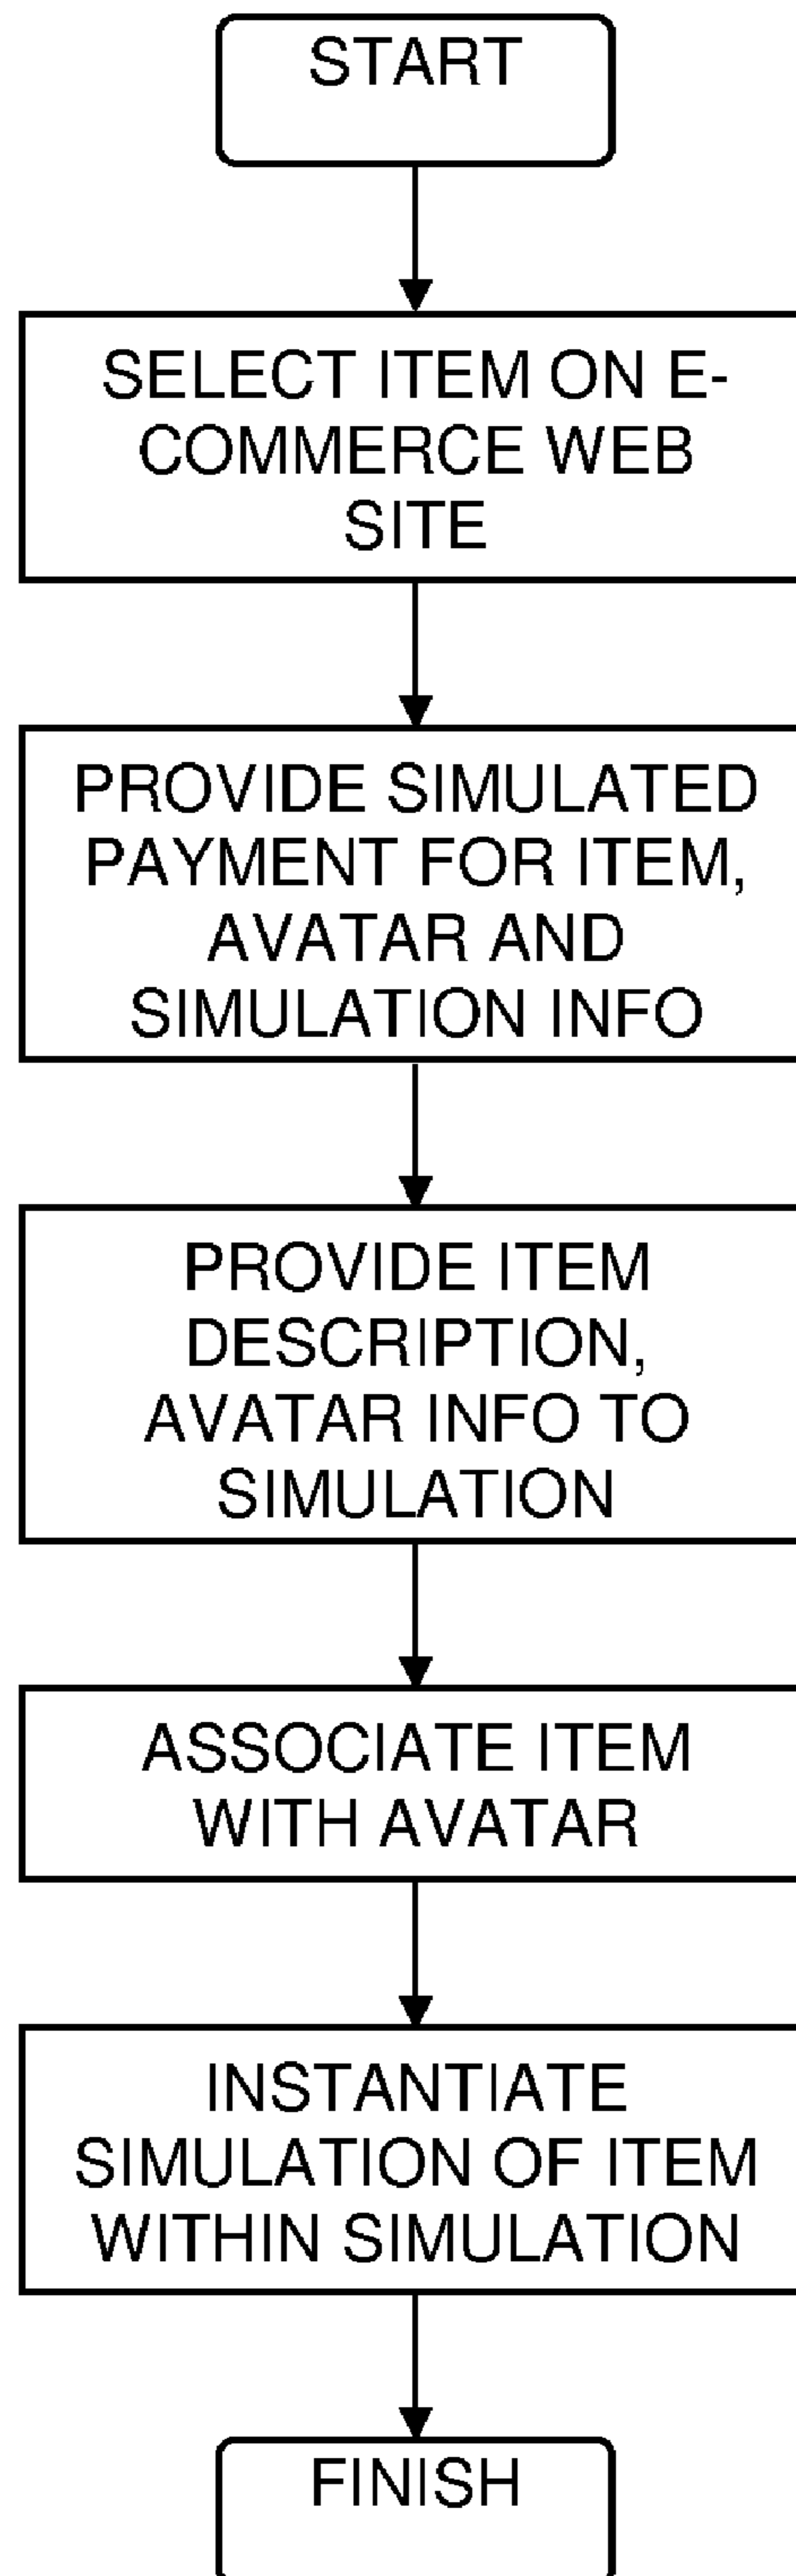 START
SELECT ITEM ON E-
COMMERCE WEB
SITE
PROVIDE SIMULATED
PAYMENT FOR ITEM,
AVATAR AND
SIMULATION INFO
PROVIDE ITEM
DESCRIPTION,
AVATAR INFO TO
SIMULATION
ASSOCIATE ITEM
WITH AVATAR
INSTANTIATE
SIMULATION OF ITEM
WITHIN SIMULATION
FINISH